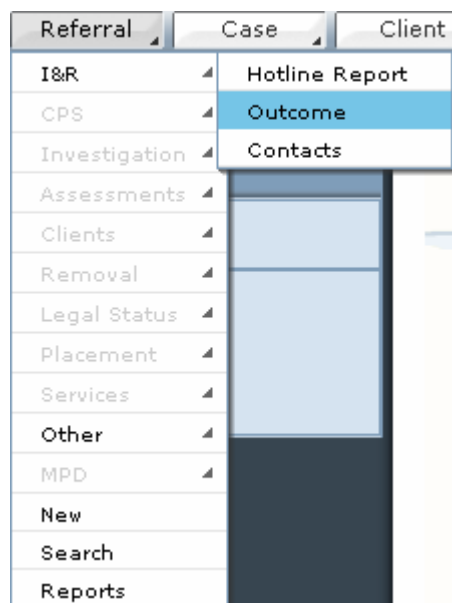 Referral Case Client
I&R
CPS
Investigation
Assessments
Clients
Removal
Legal Status
Placement
Services
Other
MPD
New
Search
Reports
Hotline Report
Outcome
Contacts